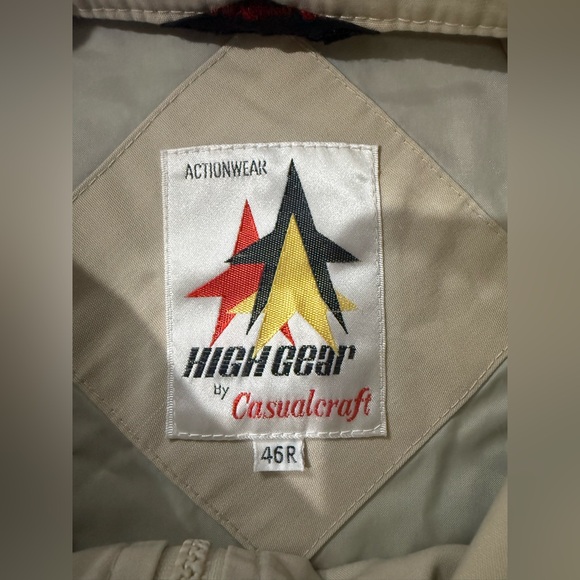 ACTIONWEAR
HIGH Gear
by
Casualcraft
46R